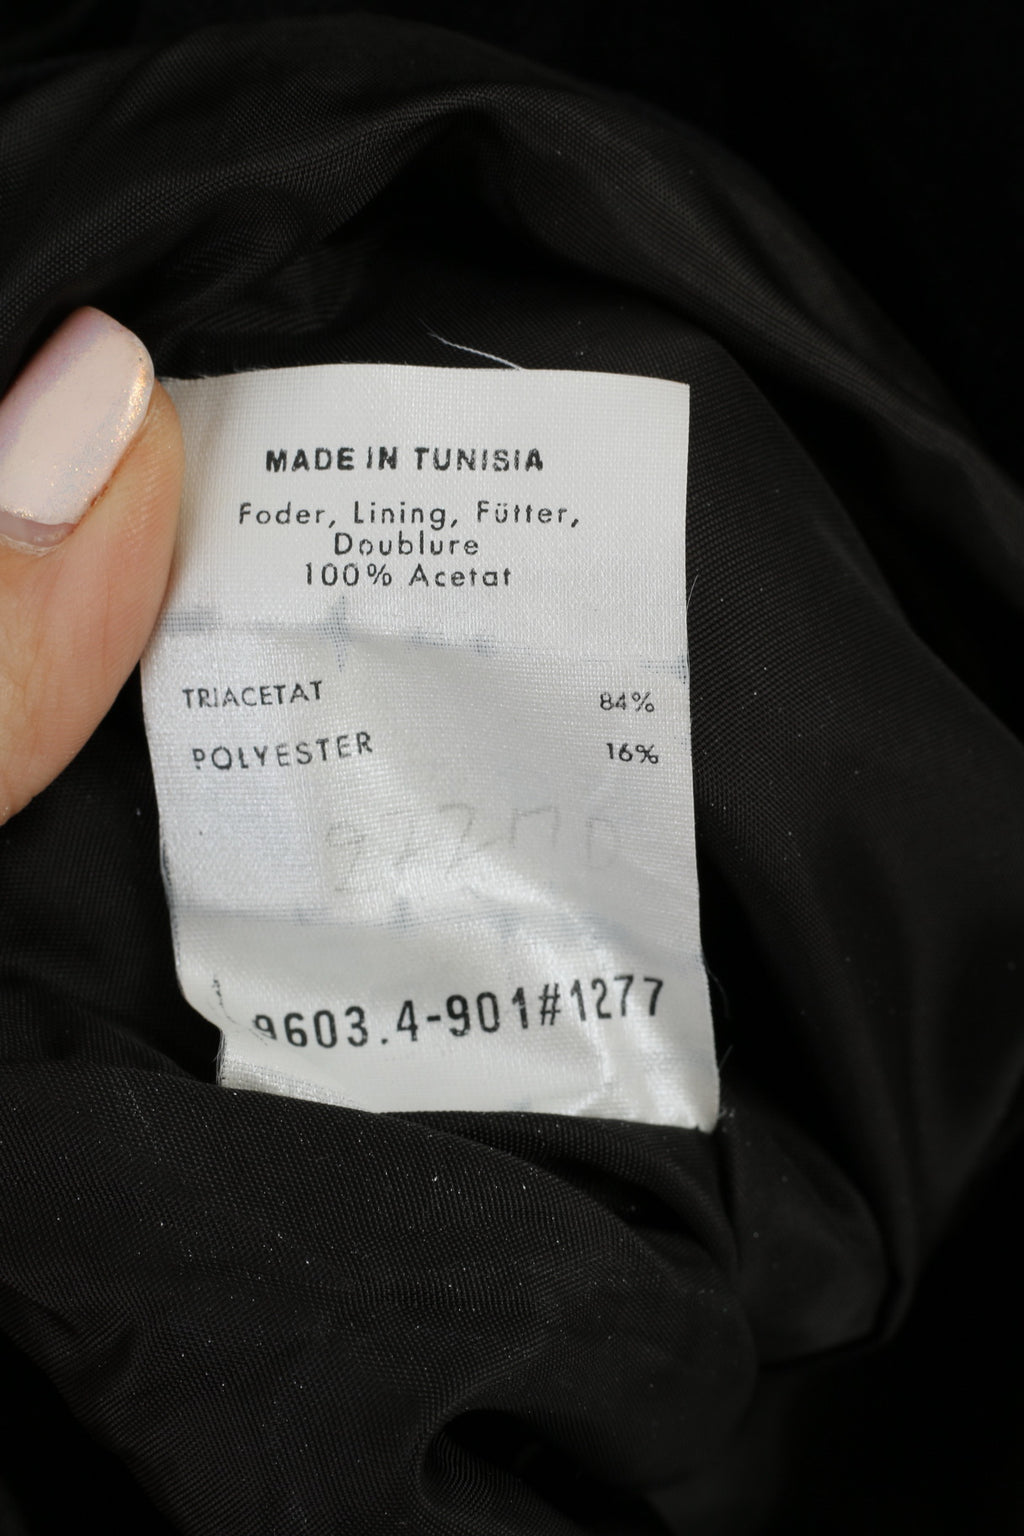 MADE IN TUNISIA
Foder, Lining, Fütter,
Doublure
100% Acetat
TRIACETAT 84%
POLYESTER 16%
9603.4-901#1277